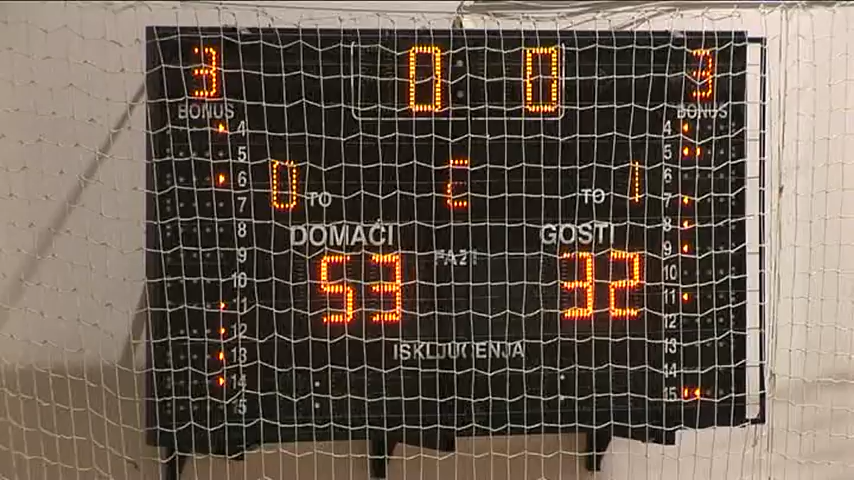 3 0 : 0 3
BONUS BONUS
4 4
5 5
6 6
0 TO E TO 1
7 7
8 8
DOMAĆI GOSTI
9 9
FAZI
53 32
10 10
11 11
12 12
13 13
ISKLJUČENJA
14 14
15 15